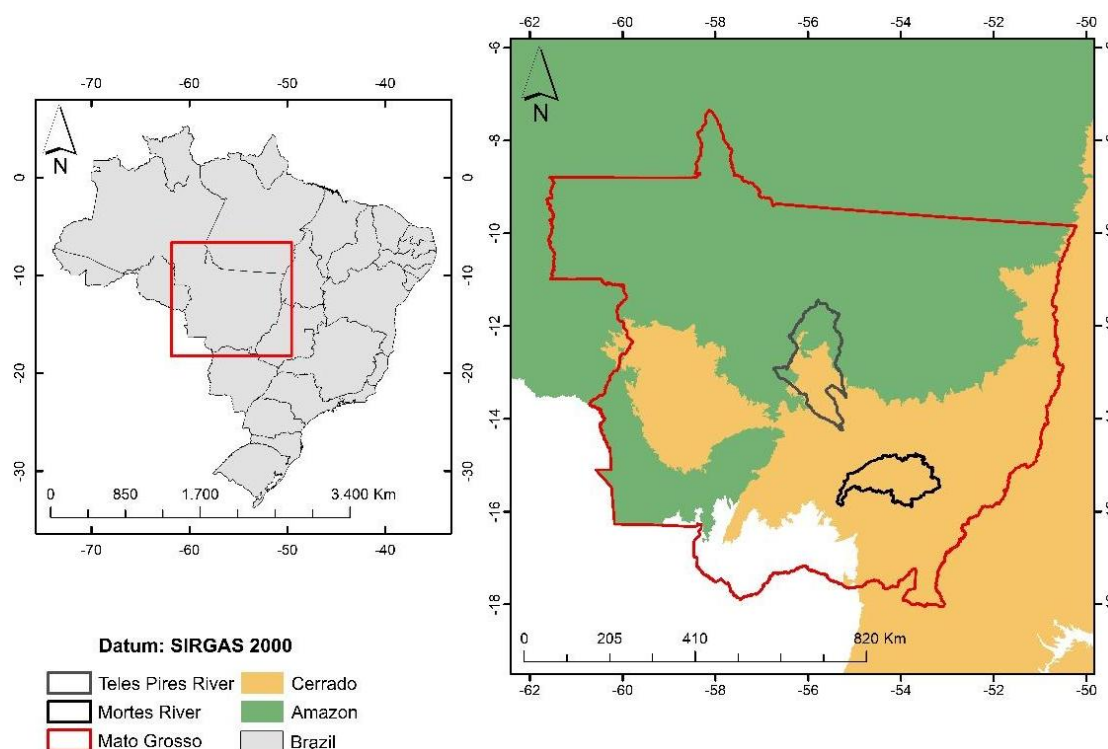 -70 -60 -50 -40
N
0
-10
-20
-30
0
-10
-20
-30
0 850 1.700 3.400 Km
-70 -60 -50 -40
-62 -60 -58 -56 -54 -52 -50
N
-6
-8
-10
-12
-14
-16
-18
0 205 410 820 Km
-62 -60 -58 -56 -54 -52 -50
Datum: SIRGAS 2000
Teles Pires River Cerrado
Mortes River Amazon
Mato Grosso Brazil